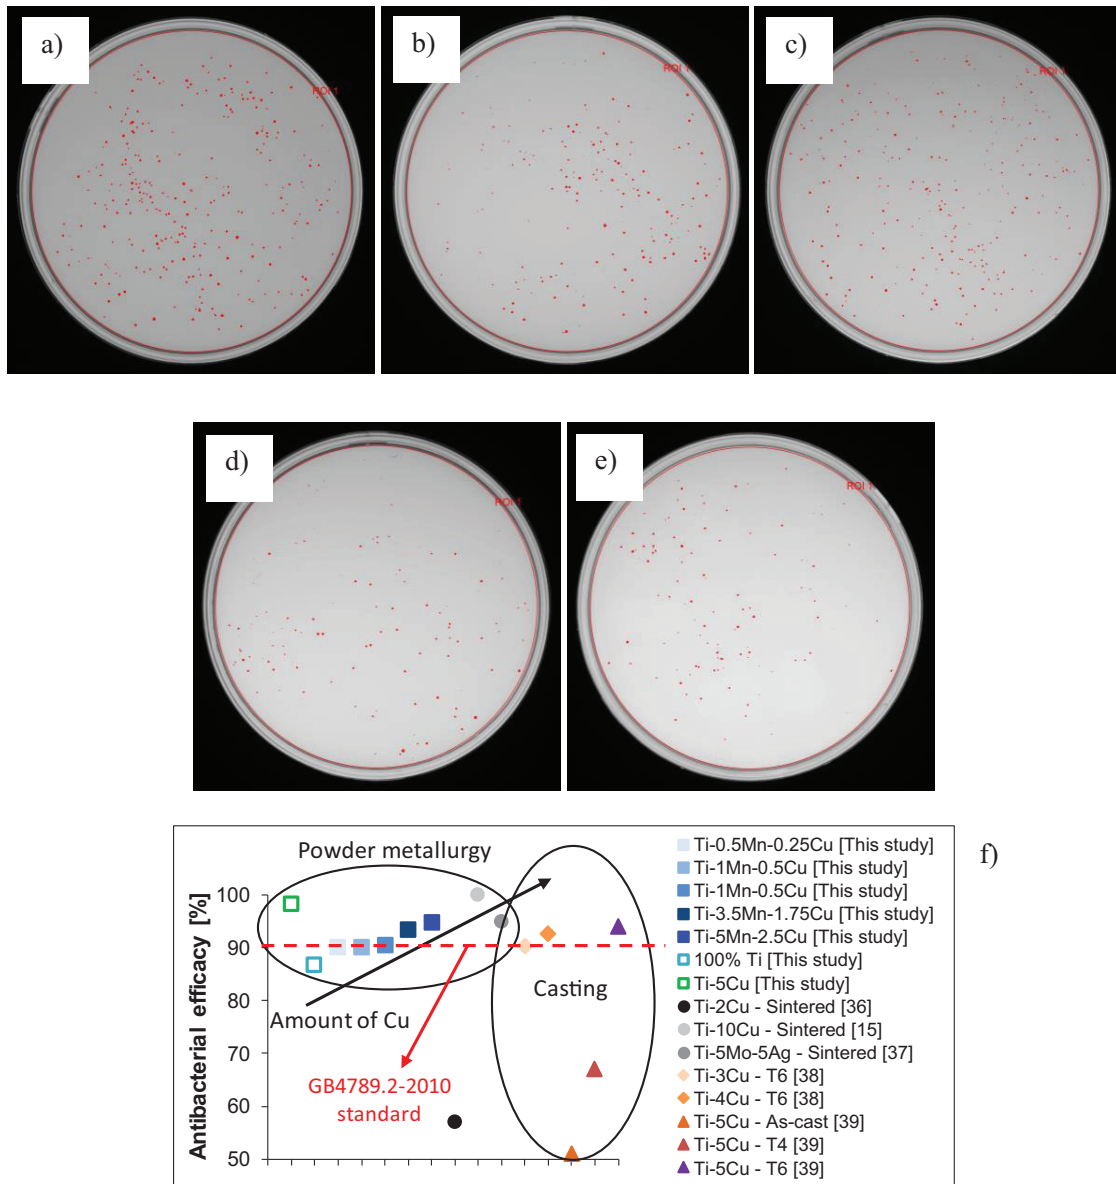 a)
ROI 1
b)
ROI 1
c)
ROI 1
d)
ROI 1
e)
ROI 1
f)
Antibacterial efficacy [%]
100
90
80
70
60
50
Powder metallurgy
Amount of Cu
Casting
GB4789.2-2010
standard
Ti-0.5Mn-0.25Cu [This study]
Ti-1Mn-0.5Cu [This study]
Ti-1Mn-0.5Cu [This study]
Ti-3.5Mn-1.75Cu [This study]
Ti-5Mn-2.5Cu [This study]
100% Ti [This study]
Ti-5Cu [This study]
Ti-2Cu - Sintered [36]
Ti-10Cu - Sintered [15]
Ti-5Mo-5Ag - Sintered [37]
Ti-3Cu - T6 [38]
Ti-4Cu - T6 [38]
Ti-5Cu - As-cast [39]
Ti-5Cu - T4 [39]
Ti-5Cu - T6 [39]